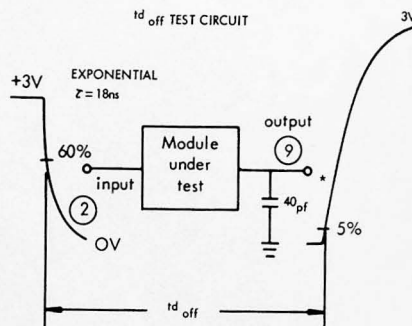 td off TEST CIRCUIT
3V
+3V
EXPONENTIAL
τ = 18ns
60%
input
Module
under
test
output
9
*
40pf
2
0V
5%
td off